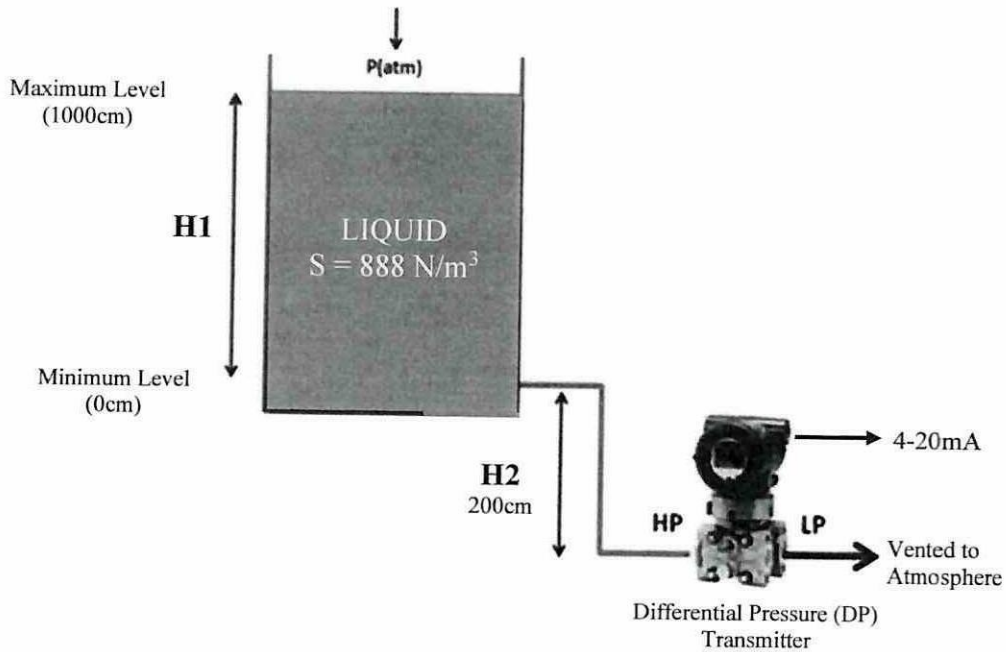 P(atm)
Maximum Level
(1000cm)
H1
LIQUID
S = 888 N/m³
Minimum Level
(0cm)
H2
200cm
4-20mA
HP
LP
Vented to
Atmosphere
Differential Pressure (DP)
Transmitter